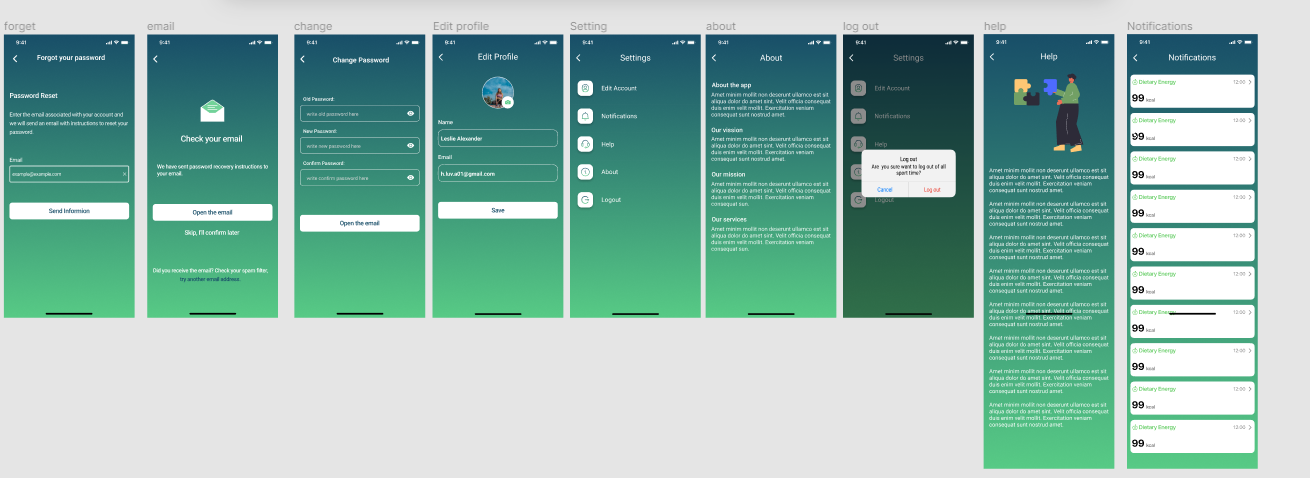 forget
9:41
Forgot your password
Password Reset
Enter the email associated with your account and
we will send an email with instructions to reset your
password.
Email
example@example.com
Send Informion
email
9:41
Check your email
We have sent password recovery instructions to
your email.
Open the email
Skip, I'll confirm later
Did you receive the email? Check your spam filter,
try another email address.
change
9:41
Change Password
Old Password:
write old password here
New Password:
write new password here
Confirm Password:
write confirm password here
Open the email
Edit profile
9:41
Edit Profile
Name
Leslie Alexander
Email
h.luv.a01@gmail.com
Save
Setting
9:41
Settings
Edit Account
Notifications
Help
About
Logout
about
9:41
About
About the app
Amet minim mollit non deserunt ullamco est sit
aliqua dolor do amet sint. Velit officia consequat
duis enim velit mollit. Exercitation veniam
consequat sunt nostrud amet.
Our vission
Amet minim mollit non deserunt ullamco est sit
aliqua dolor do amet sint. Velit officia consequat
duis enim velit mollit. Exercitation veniam
consequat sunt nostrud amet.
Our mission
Amet minim mollit non deserunt ullamco est sit
aliqua dolor do amet sint. Velit officia consequat
duis enim velit mollit. Exercitation veniam
consequat sun.
Our services
Amet minim mollit non deserunt ullamco est sit
aliqua dolor do amet sint. Velit officia consequat
duis enim velit mollit. Exercitation veniam
consequat sun.
log out
9:41
Settings
Edit Account
Notifications
Help
Log out
Are you sure want to log out of all
sport time?
Cancel
Log out
Logout
help
9:41
Help
Amet minim mollit non deserunt ullamco est sit
aliqua dolor do amet sint. Velit officia consequat
duis enim velit mollit. Exercitation veniam
consequat sunt nostrud amet.
Amet minim mollit non deserunt ullamco est sit
aliqua dolor do amet sint. Velit officia consequat
duis enim velit mollit. Exercitation veniam
consequat sunt nostrud amet.
Amet minim mollit non deserunt ullamco est sit
aliqua dolor do amet sint. Velit officia consequat
duis enim velit mollit. Exercitation veniam
consequat sunt nostrud amet.
Amet minim mollit non deserunt ullamco est sit
aliqua dolor do amet sint. Velit officia consequat
duis enim velit mollit. Exercitation veniam
consequat sunt nostrud amet.
Amet minim mollit non deserunt ullamco est sit
aliqua dolor do amet sint. Velit officia consequat
duis enim velit mollit. Exercitation veniam
consequat sunt nostrud amet.
Amet minim mollit non deserunt ullamco est sit
aliqua dolor do amet sint. Velit officia consequat
duis enim velit mollit. Exercitation veniam
consequat sunt nostrud amet.
Amet minim mollit non deserunt ullamco est sit
aliqua dolor do amet sint. Velit officia consequat
duis enim velit mollit. Exercitation veniam
consequat sunt nostrud amet.
Amet minim mollit non deserunt ullamco est sit
aliqua dolor do amet sint. Velit officia consequat
duis enim velit mollit. Exercitation veniam
consequat sunt nostrud amet.
Notifications
9:41
Notifications
Dietary Energy 12:00
99 kcal
Dietary Energy 12:00
99 kcal
Dietary Energy 12:00
99 kcal
Dietary Energy 12:00
99 kcal
Dietary Energy 12:00
99 kcal
Dietary Energy 12:00
99 kcal
Dietary Energy 12:00
99 kcal
Dietary Energy 12:00
99 kcal
Dietary Energy 12:00
99 kcal
Dietary Energy 12:00
99 kcal